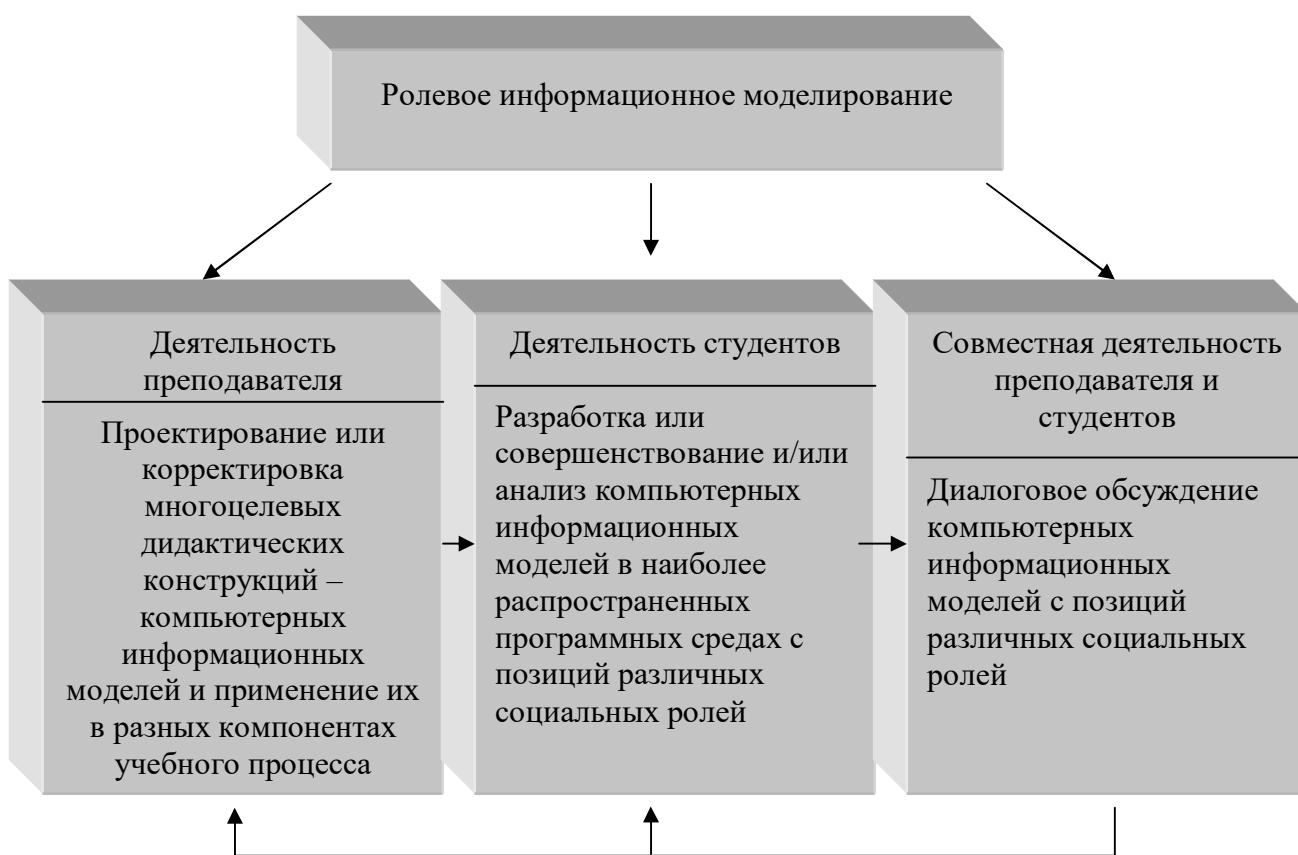 Ролевое информационное моделирование
Деятельность
преподавателя
Проектирование или
корректировка
многоцелевых
дидактических
конструкций –
компьютерных
информационных
моделей и применение их
в разных компонентах
учебного процесса
Деятельность студентов
Разработка или
совершенствование и/или
анализ компьютерных
информационных
моделей в наиболее
распространенных
программных средах с
позиций различных
социальных ролей
Совместная деятельность
преподавателя и
студентов
Диалоговое обсуждение
компьютерных
информационных
моделей с позиций
различных социальных
ролей